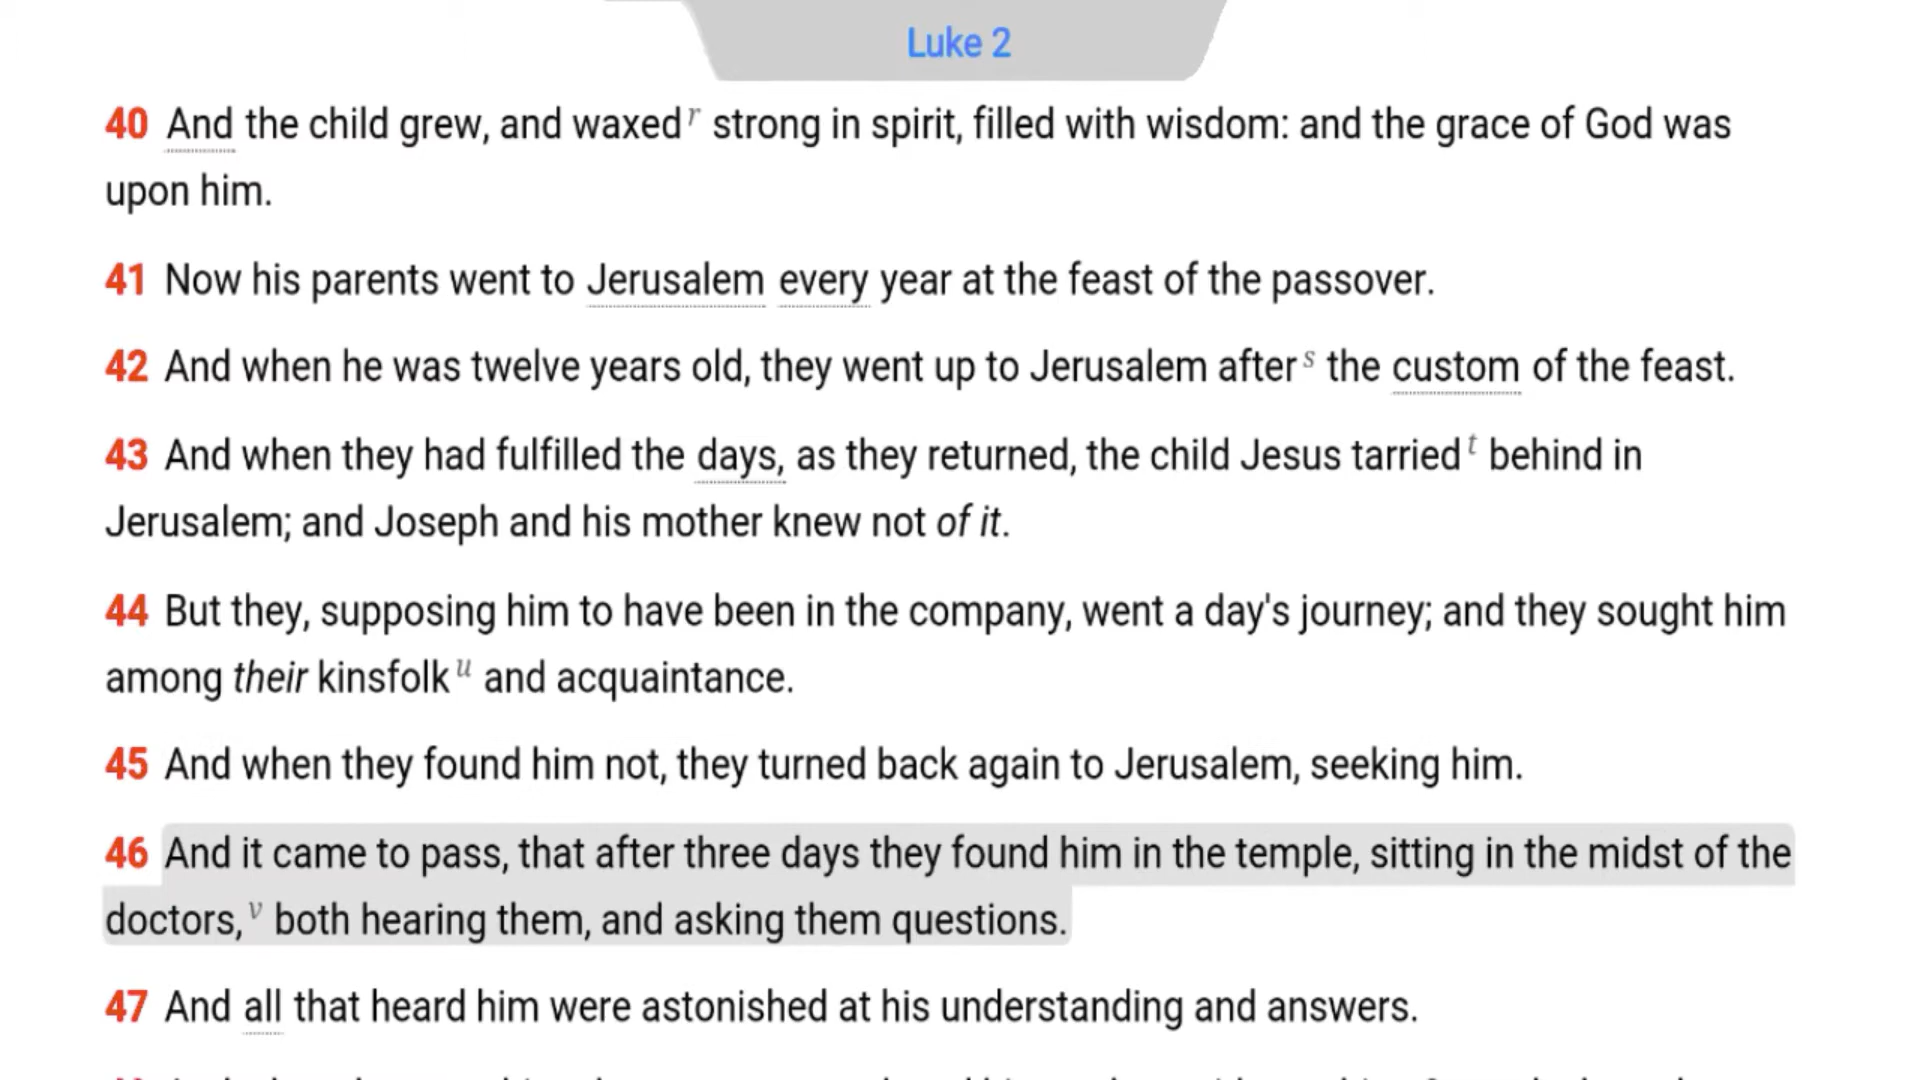 Luke 2
40 And the child grew, and waxed r strong in spirit, filled with wisdom: and the grace of God was
upon him.
41 Now his parents went to Jerusalem every year at the feast of the passover.
42 And when he was twelve years old, they went up to Jerusalem after s the custom of the feast.
43 And when they had fulfilled the days, as they returned, the child Jesus tarried t behind in
Jerusalem; and Joseph and his mother knew not of it.
44 But they, supposing him to have been in the company, went a day's journey; and they sought him
among their kinsfolk u and acquaintance.
45 And when they found him not, they turned back again to Jerusalem, seeking him.
46 And it came to pass, that after three days they found him in the temple, sitting in the midst of the
doctors, v both hearing them, and asking them questions.
47 And all that heard him were astonished at his understanding and answers.